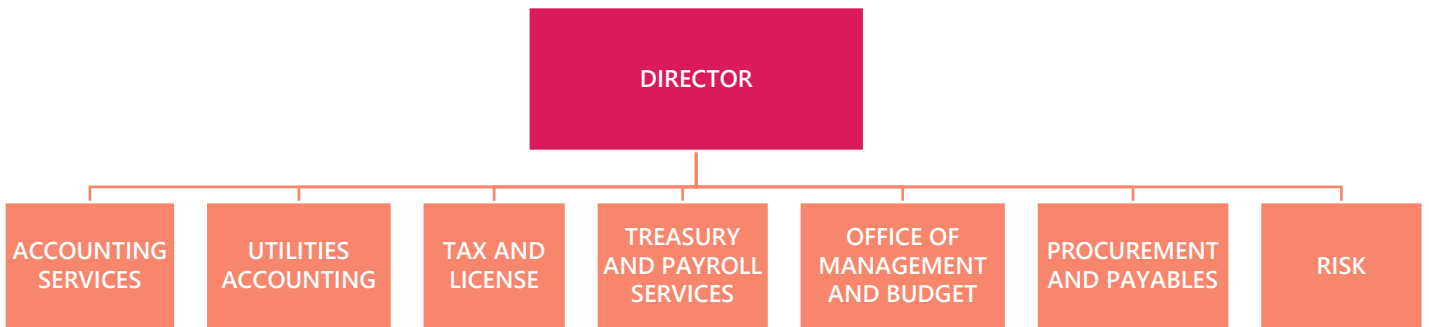 DIRECTOR
ACCOUNTING
SERVICES
UTILITIES
ACCOUNTING
TAX AND
LICENSE
TREASURY
AND PAYROLL
SERVICES
OFFICE OF
MANAGEMENT
AND BUDGET
PROCUREMENT
AND PAYABLES
RISK